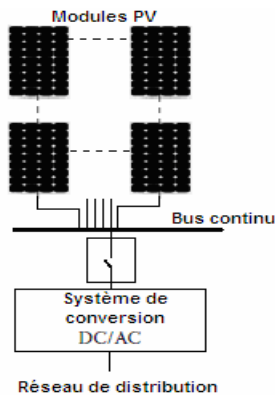 Modules PV
Bus continu
Système de
conversion
DC/AC
Réseau de distribution